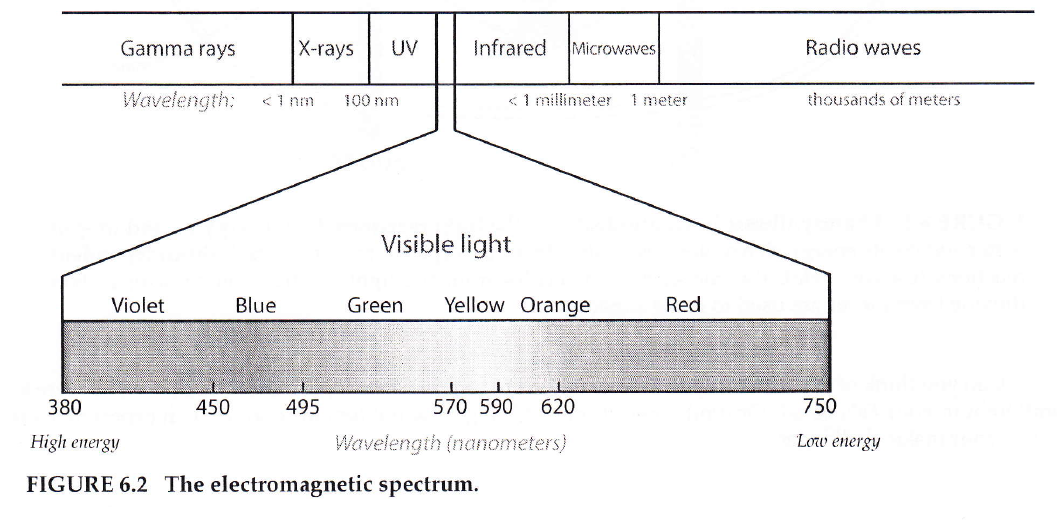 Gamma rays X-rays UV Infrared Microwaves Radio waves
Wavelength: < 1 nm 100 nm < 1 millimeter 1 meter thousands of meters
Visible light
Violet Blue Green Yellow Orange Red
380 450 495 570 590 620 750
High energy Wavelength (nanometers) Low energy
FIGURE 6.2 The electromagnetic spectrum.